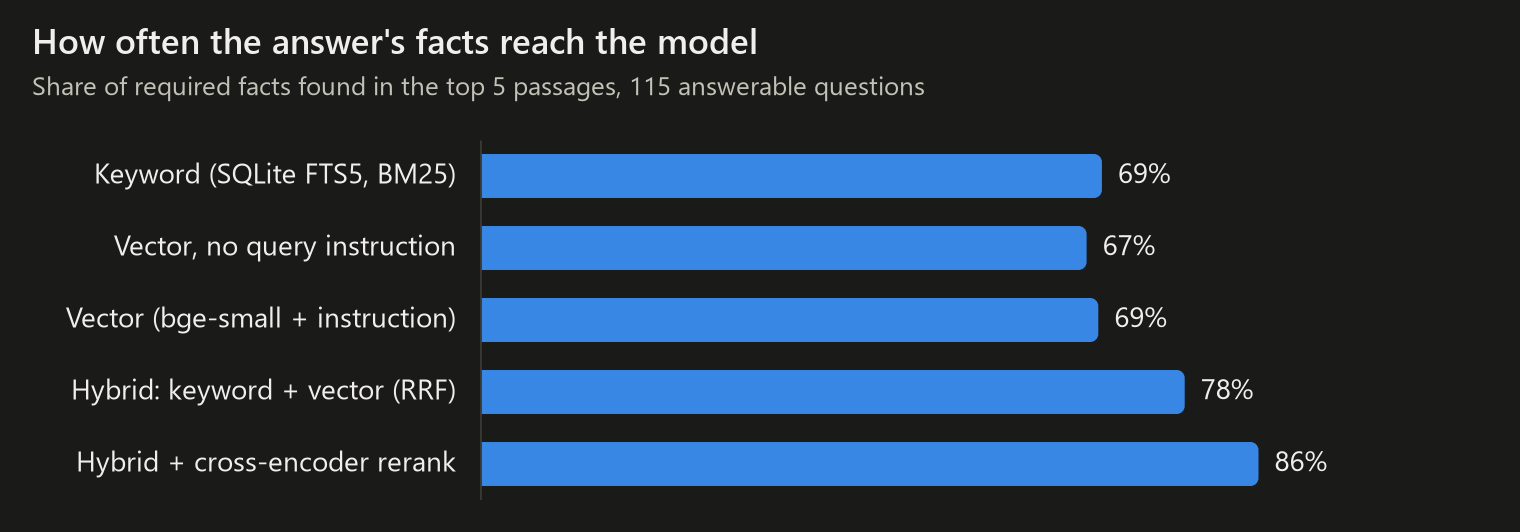 How often the answer's facts reach the model
Share of required facts found in the top 5 passages, 115 answerable questions
Keyword (SQLite FTS5, BM25) 69%
Vector, no query instruction 67%
Vector (bge-small + instruction) 69%
Hybrid: keyword + vector (RRF) 78%
Hybrid + cross-encoder rerank 86%